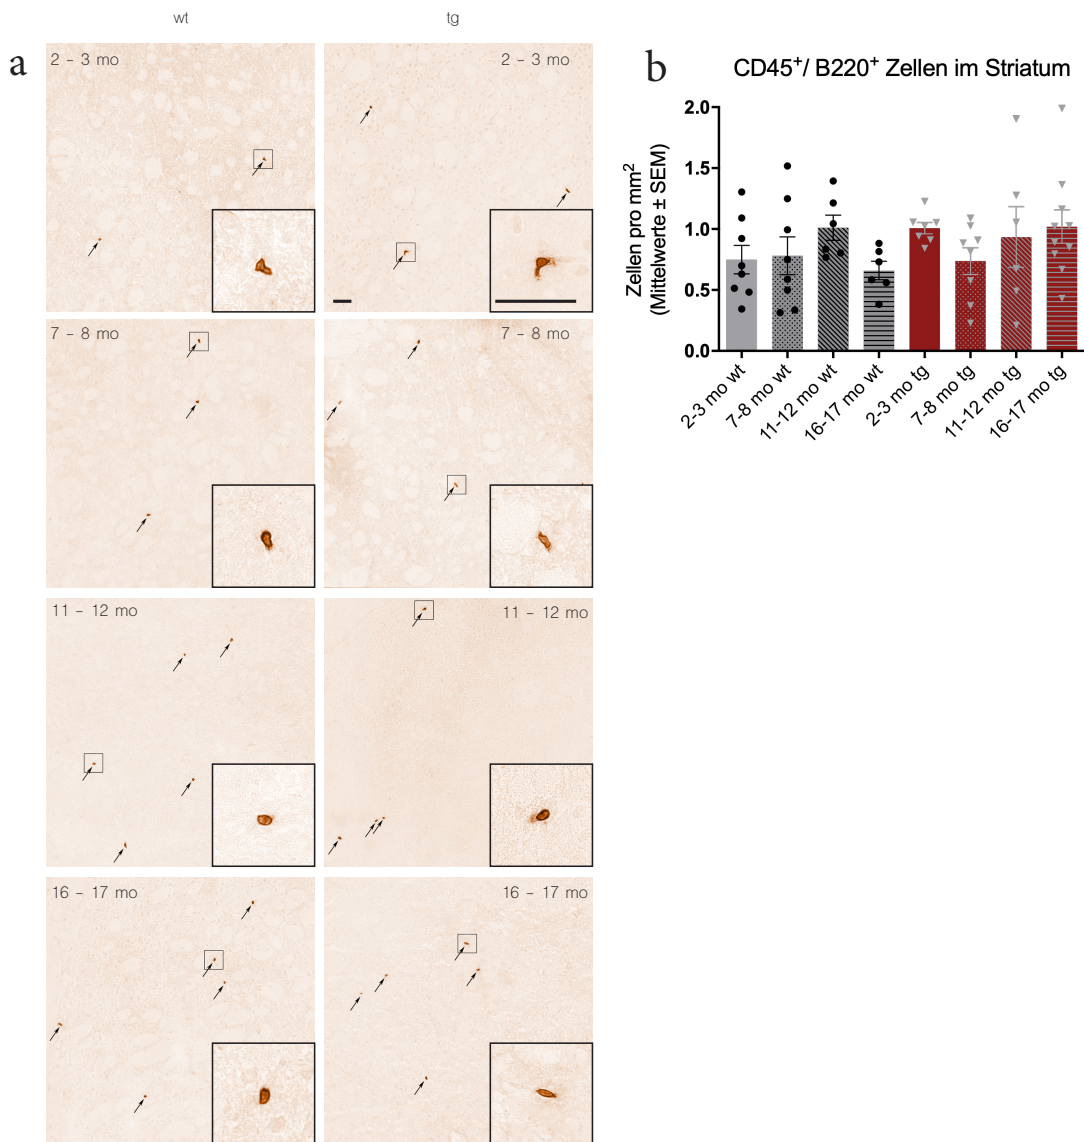 wt
tg
a
2 – 3 mo
2 – 3 mo
7 – 8 mo
7 – 8 mo
11 – 12 mo
11 – 12 mo
16 – 17 mo
16 – 17 mo
b
CD45⁺/ B220⁺ Zellen im Striatum
Zellen pro mm²
(Mittelwerte ± SEM)
2.0
1.5
1.0
0.5
0.0
2-3 mo wt
7-8 mo wt
11-12 mo wt
16-17 mo wt
2-3 mo tg
7-8 mo tg
11-12 mo tg
16-17 mo tg